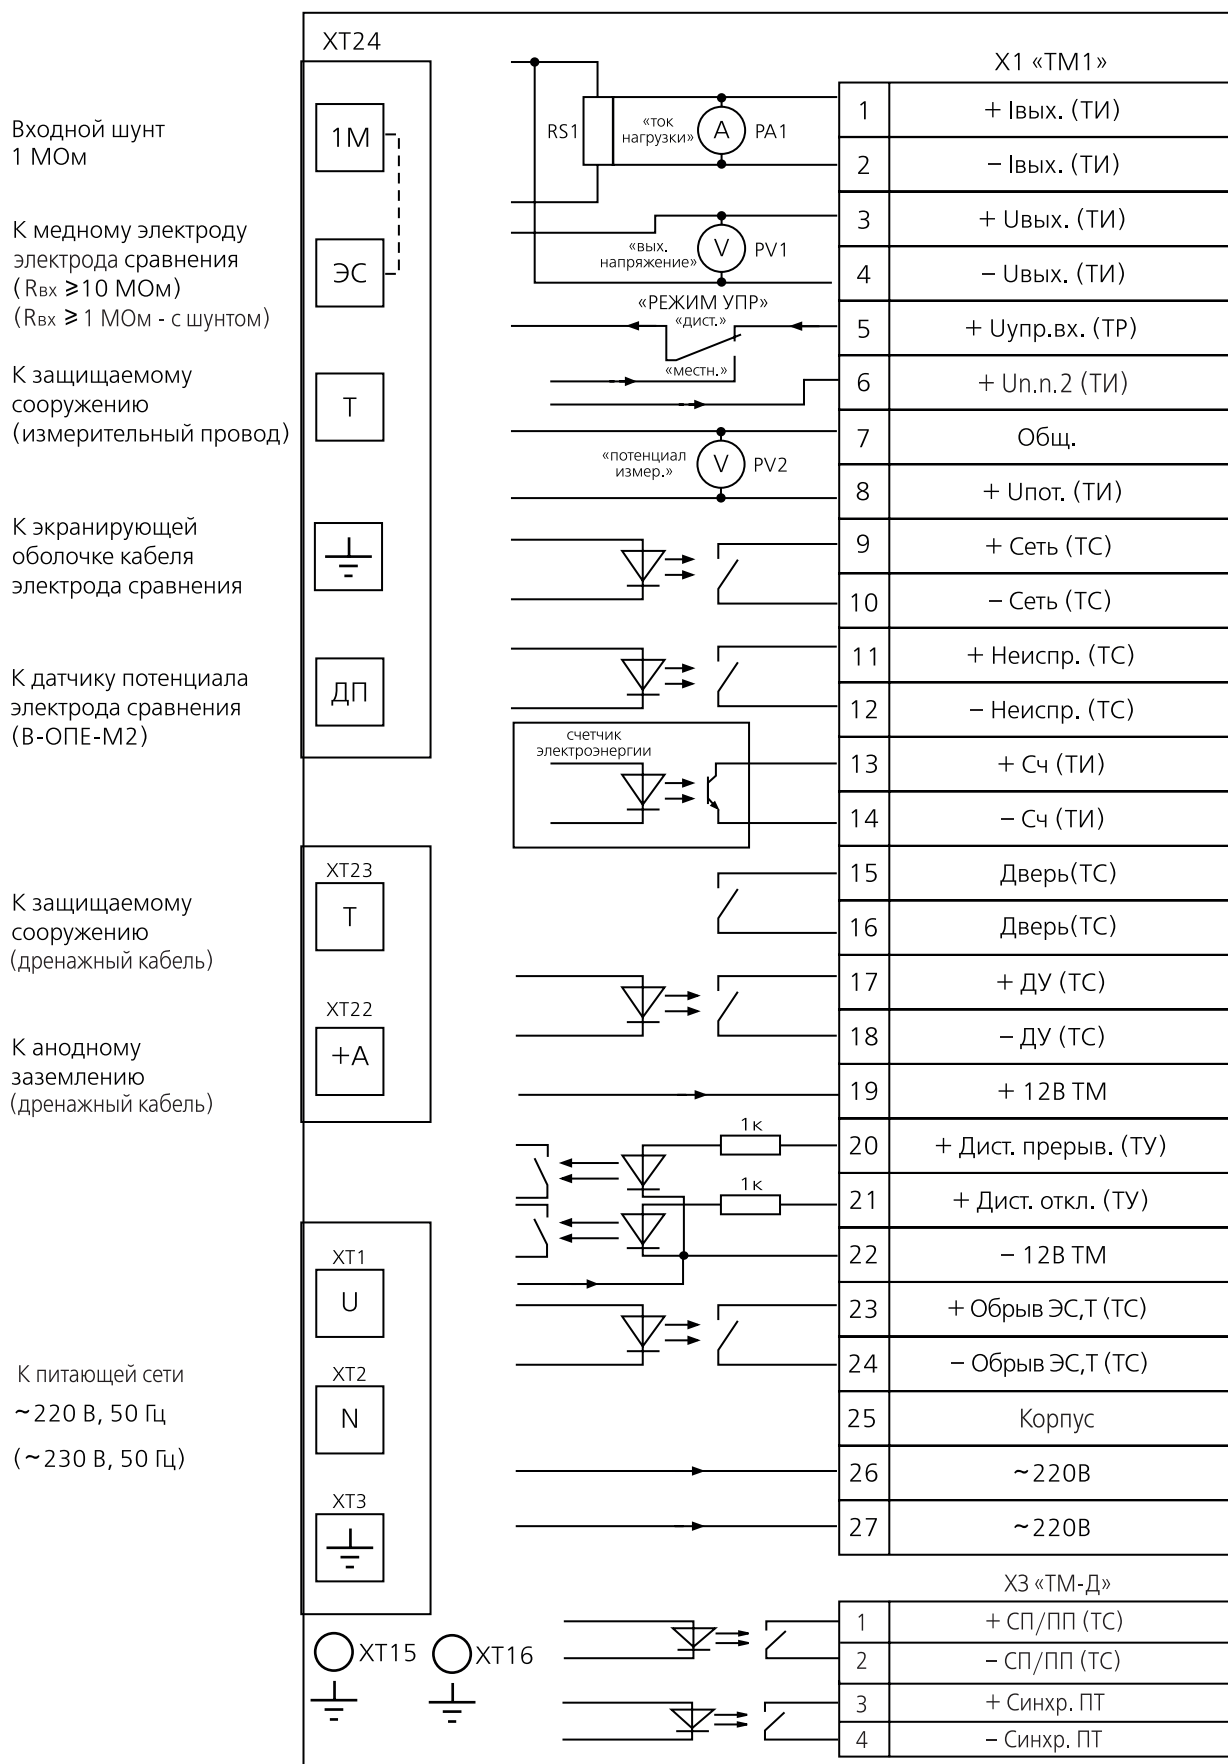 XT24
Входной шунт
1 МОм
1М
К медному электроду
электрода сравнения
(Rвх ⩾10 МОм)
(Rвх ⩾ 1 МОм - с шунтом)
ЭС
К защищаемому
сооружению
(измерительный провод)
Т
К экранирующей
оболочке кабеля
электрода сравнения
К датчику потенциала
электрода сравнения
(В-ОПЕ-М2)
ДП
XT23
К защищаемому
сооружению
(дренажный кабель)
Т
XT22
К анодному
заземлению
(дренажный кабель)
+А
XT1
U
XT2
К питающей сети
~220 В, 50 Гц
(~230 В, 50 Гц)
N
XT3
XT15
XT16
RS1
«ток
нагрузки»
A
PA1
«вых.
напряжение»
V
PV1
«РЕЖИМ УПР»
«дист.»
«местн.»
«потенциал
измер.»
V
PV2
счетчик
электроэнергии
1к
1к
X1 «ТМ1»
1 + Iвых. (ТИ)
2 – Iвых. (ТИ)
3 + Uвых. (ТИ)
4 – Uвых. (ТИ)
5 + Uупр.вх. (ТР)
6 + Uп.п.2 (ТИ)
7 Общ.
8 + Uпот. (ТИ)
9 + Сеть (ТС)
10 – Сеть (ТС)
11 + Неиспр. (ТС)
12 – Неиспр. (ТС)
13 + Сч (ТИ)
14 – Сч (ТИ)
15 Дверь(ТС)
16 Дверь(ТС)
17 + ДУ (ТС)
18 – ДУ (ТС)
19 + 12В ТМ
20 + Дист. прерыв. (ТУ)
21 + Дист. откл. (ТУ)
22 – 12В ТМ
23 + Обрыв ЭС,Т (ТС)
24 – Обрыв ЭС,Т (ТС)
25 Корпус
26 ~220В
27 ~220В
X3 «ТМ-Д»
1 + СП/ПП (ТС)
2 – СП/ПП (ТС)
3 + Синхр. ПТ
4 – Синхр. ПТ